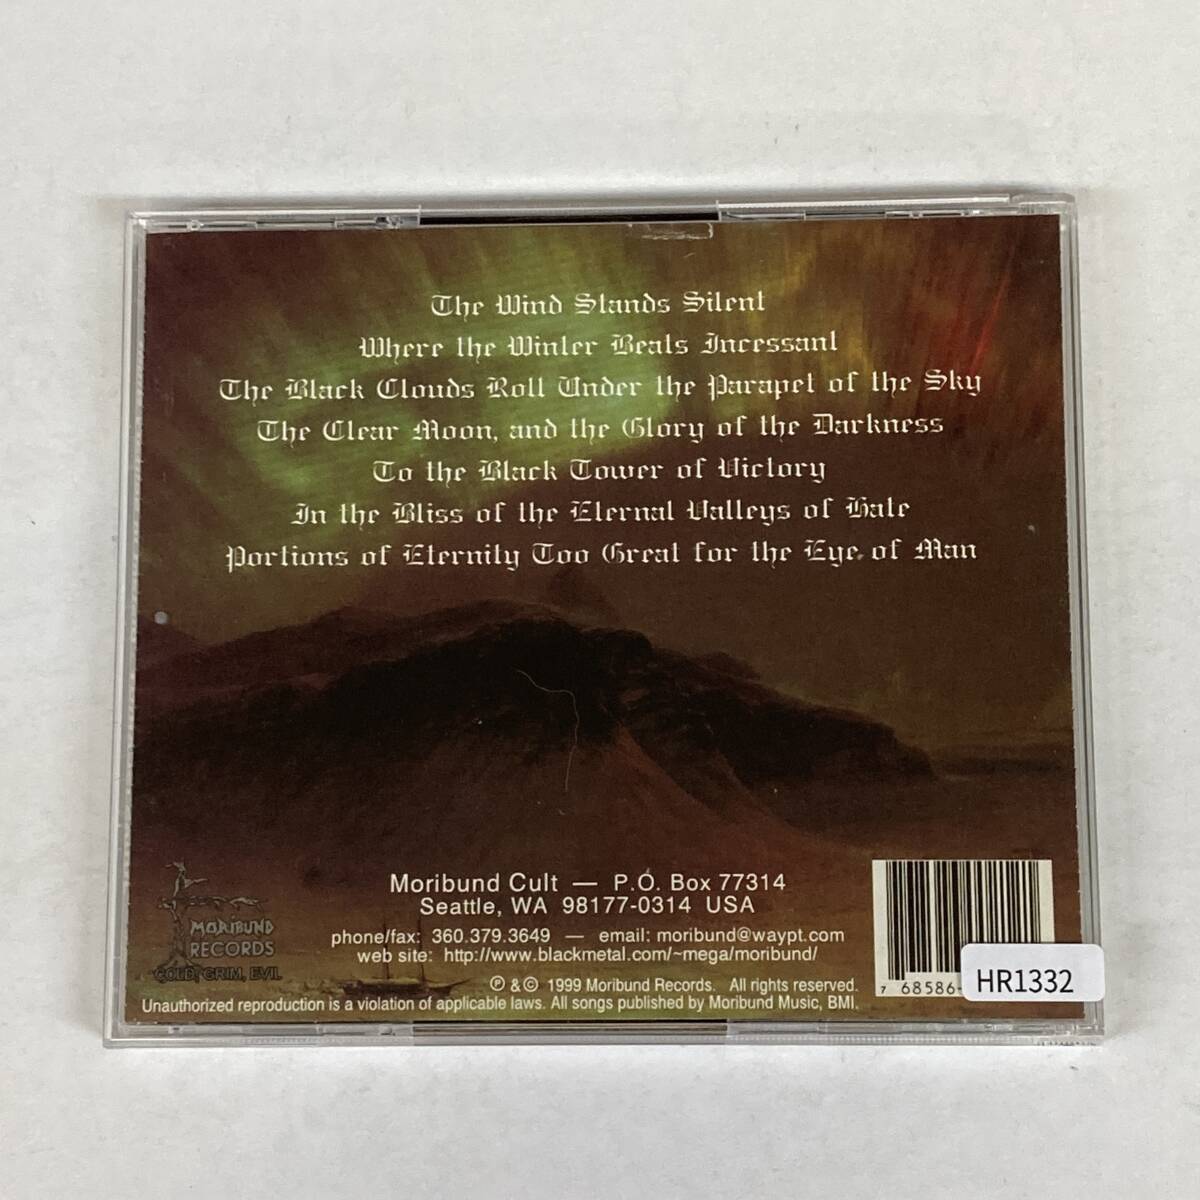 The Wind Stands Silent
Where the Winter Beats Incessant
The Black Clouds Roll Under the Parapet of the Sky
The Clear Moon, and the Glory of the Darkness
To the Black Tower of Victory
In the Bliss of the Eternal Valleys of Hate
Portions of Eternity Too Great for the Eye of Man
MORIBUND
RECORDS
COLD, GRIM, EVIL
Moribund Cult — P.O. Box 77314
Seattle, WA 98177-0314 USA
phone/fax: 360.379.3649 — email: moribund@waypt.com
web site: http://www.blackmetal.com/~mega/moribund/
℗ & © 1999 Moribund Records. All rights reserved.
Unauthorized reproduction is a violation of applicable laws. All songs published by Moribund Music, BMI.
7 68586
HR1332